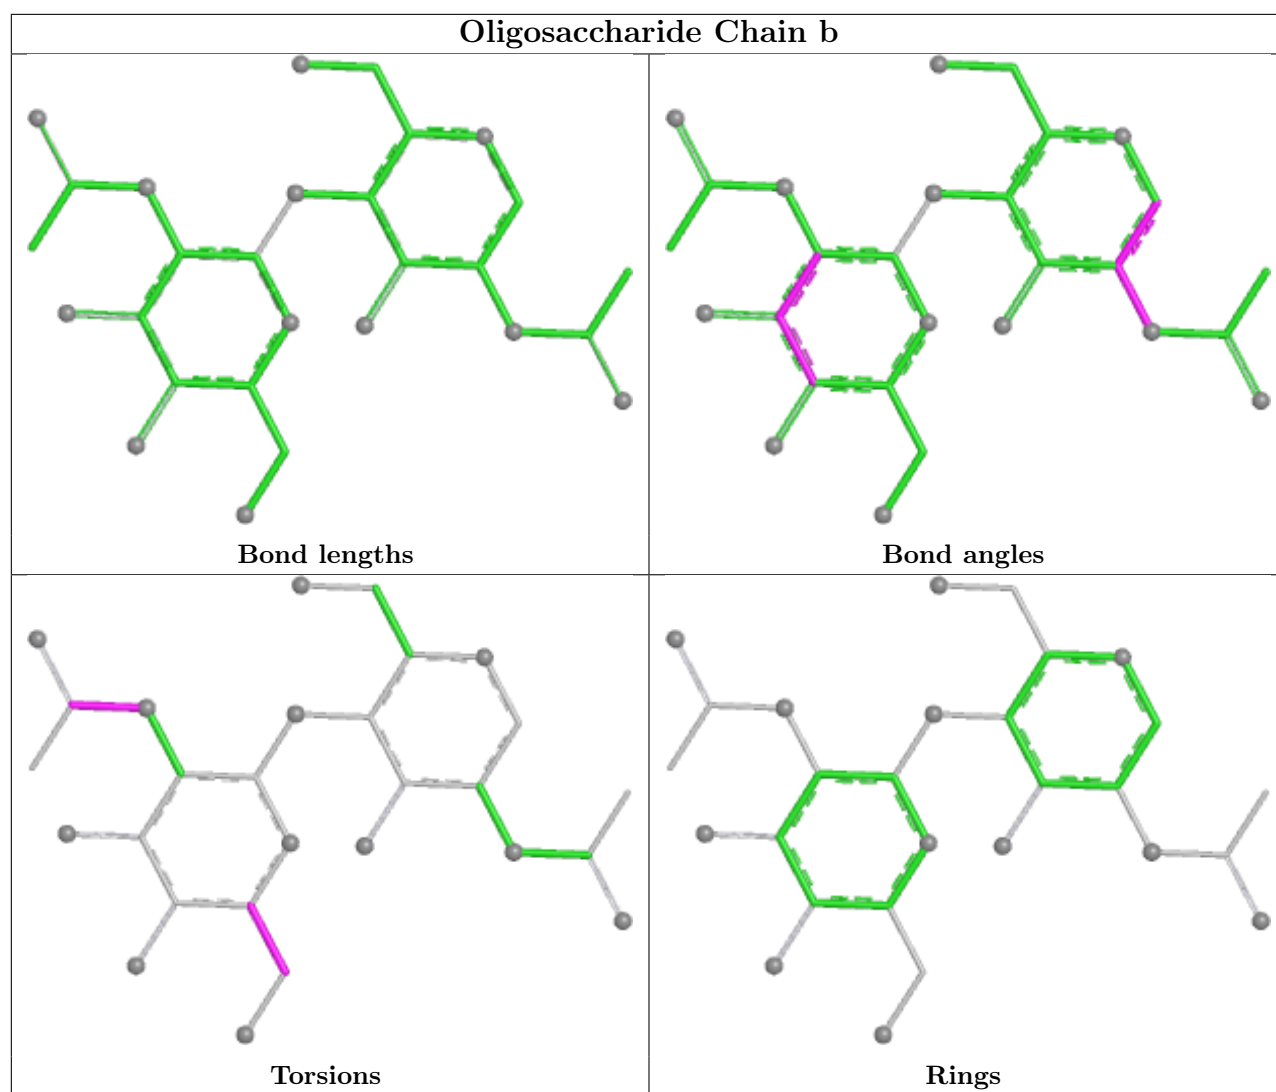 Oligosaccharide Chain b
Bond lengths
Bond angles
Torsions
Rings